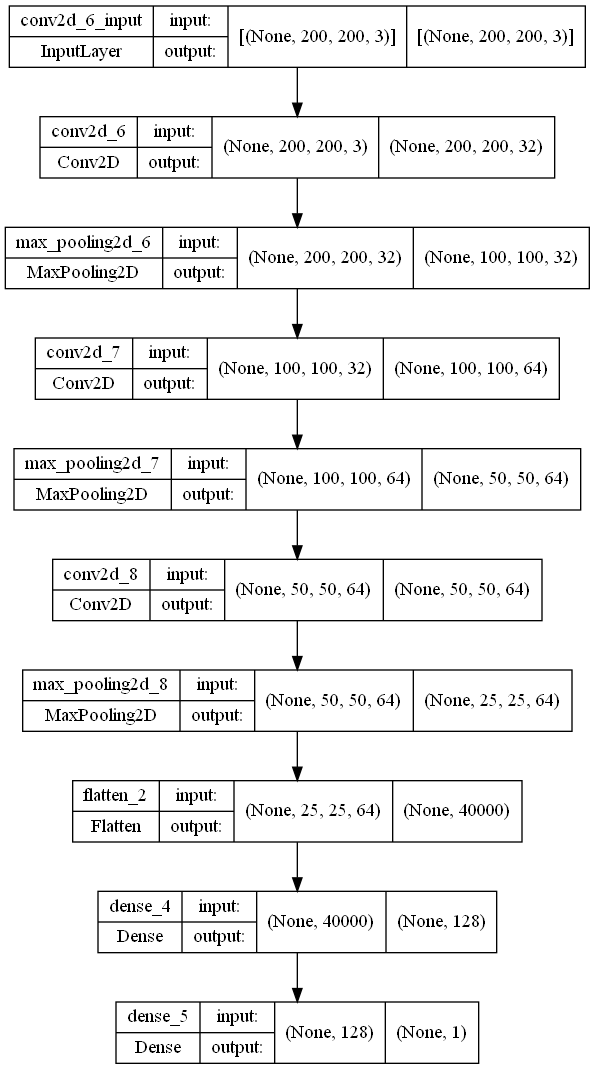 conv2d_6_input input: [(None, 200, 200, 3)] [(None, 200, 200, 3)]
InputLayer output:
conv2d_6 input: (None, 200, 200, 3) (None, 200, 200, 32)
Conv2D output:
max_pooling2d_6 input: (None, 200, 200, 32) (None, 100, 100, 32)
MaxPooling2D output:
conv2d_7 input: (None, 100, 100, 32) (None, 100, 100, 64)
Conv2D output:
max_pooling2d_7 input: (None, 100, 100, 64) (None, 50, 50, 64)
MaxPooling2D output:
conv2d_8 input: (None, 50, 50, 64) (None, 50, 50, 64)
Conv2D output:
max_pooling2d_8 input: (None, 50, 50, 64) (None, 25, 25, 64)
MaxPooling2D output:
flatten_2 input: (None, 25, 25, 64) (None, 40000)
Flatten output:
dense_4 input: (None, 40000) (None, 128)
Dense output:
dense_5 input: (None, 128) (None, 1)
Dense output: